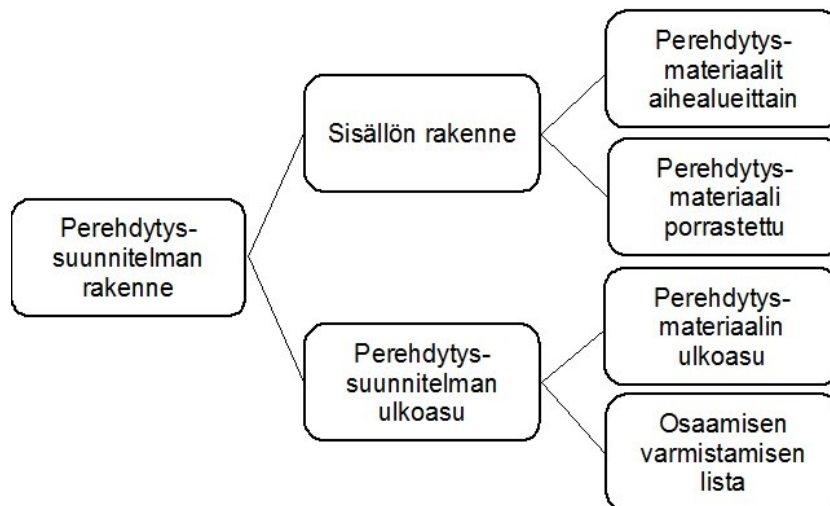 Perehdytys-
suunnitelman
rakenne
Sisällön rakenne
Perehdytys-
materiaalit
aihealueittain
Perehdytys-
materiaali
porrastettu
Perehdytys-
suunnitelman
ulkoasu
Perehdytys-
materiaalin
ulkoasu
Osaamisen
varmistamisen
lista